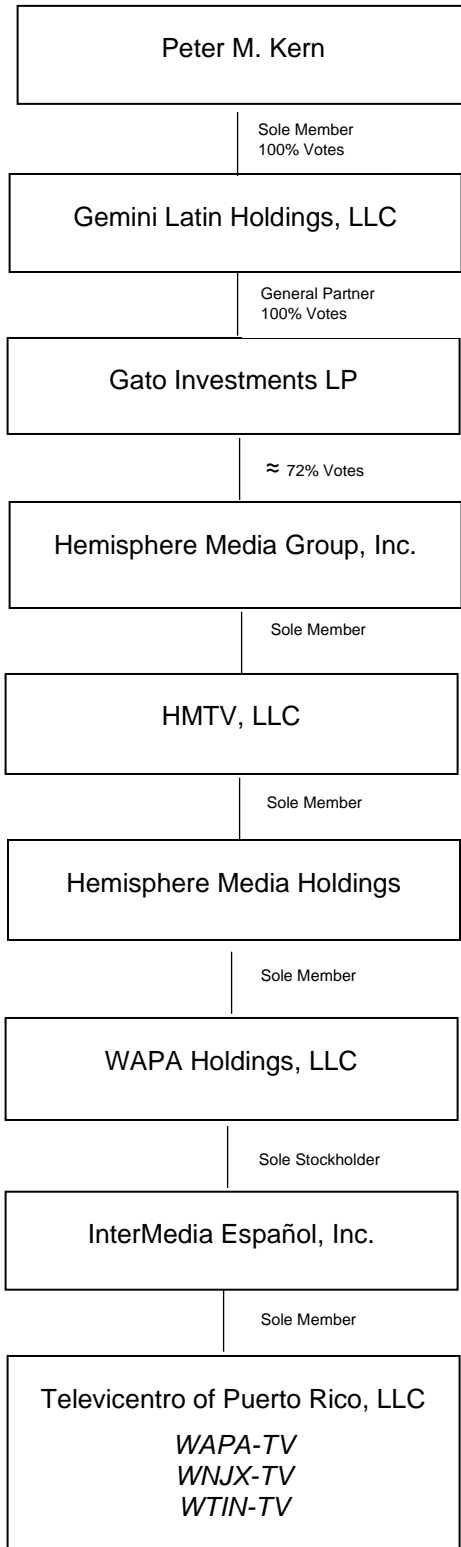 Peter M. Kern
Sole Member
100% Votes
Gemini Latin Holdings, LLC
General Partner
100% Votes
Gato Investments LP
≈ 72% Votes
Hemisphere Media Group, Inc.
Sole Member
HMTV, LLC
Sole Member
Hemisphere Media Holdings
Sole Member
WAPA Holdings, LLC
Sole Stockholder
InterMedia Español, Inc.
Sole Member
Televicentro of Puerto Rico, LLC
WAPA-TV
WNJX-TV
WTIN-TV